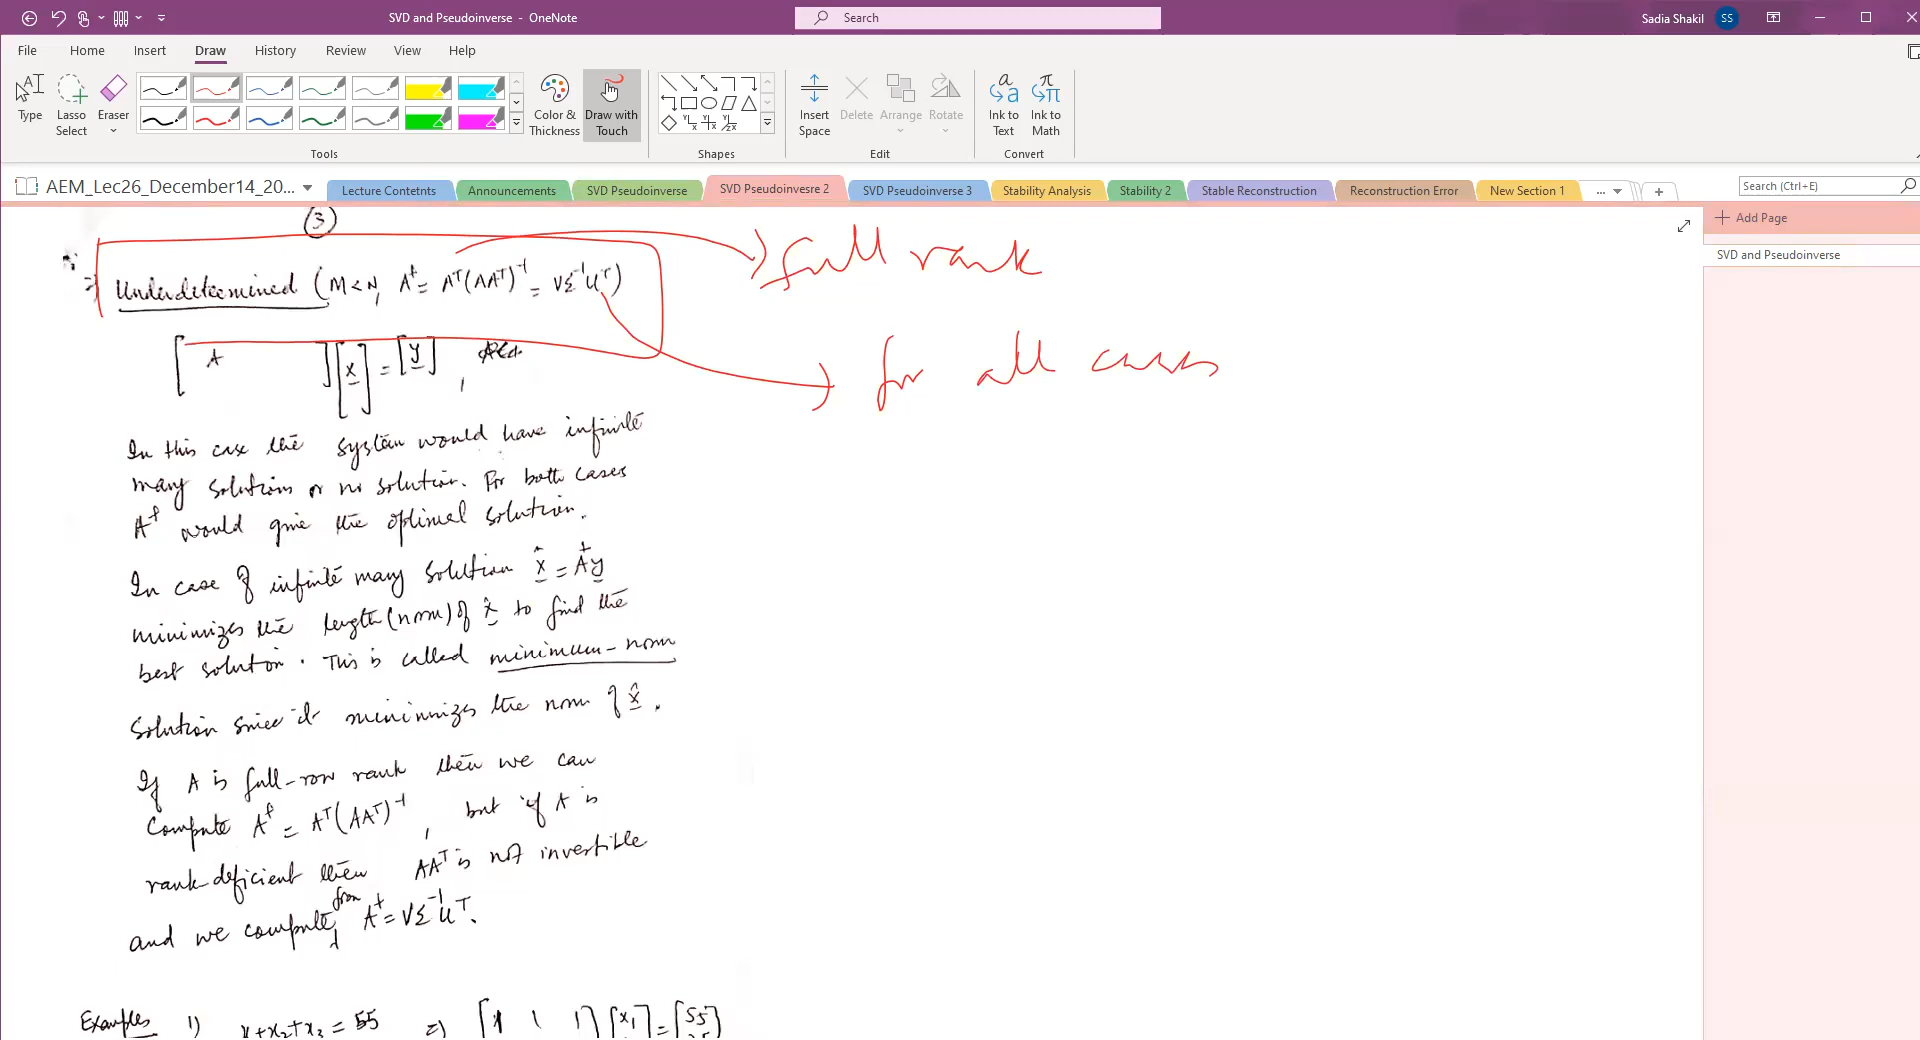 SVD and Pseudoinverse - OneNote
Search
Sadia Shakil
SS
File Home Insert Draw History Review View Help
Type
Lasso Select
Eraser
Color & Thickness
Draw with Touch
Insert Space
Delete
Arrange
Rotate
Ink to Text
Ink to Math
Tools
Shapes
Edit
Convert
AEM_Lec26_December14_20...
Lecture Contetnts
Announcements
SVD Pseudoinverse
SVD Pseudoinvesre 2
SVD Pseudoinverse 3
Stability Analysis
Stability 2
Stable Reconstruction
Reconstruction Error
New Section 1
...
Search (Ctrl+E)
Add Page
SVD and Pseudoinverse
3
=> Underdetermined (M<N, A⁺= Aᵀ(AAᵀ)⁻¹ = VΣ⁻¹Uᵀ)
full rank
[A][x] = [y] ,
for all cases
In this case the system would have infinite
many solutions or no solution. For both cases
A⁺ would give the optimal solution.
In case of infinite many solution x̂ = A⁺y
minimizes the length (norm) of x̂ to find the
best solution. This is called minimum-norm
solution since it minimizes the norm of x̂.
If A is full-row rank then we can
compute A⁺ = Aᵀ(AAᵀ)⁻¹, but if A is
rank-deficient then AAᵀ is not invertible
and we compute from A⁺ = VΣ⁻¹Uᵀ.
Examples 1) x+x₂+x₃ = 55 => [1 1 1][x₁] = [55